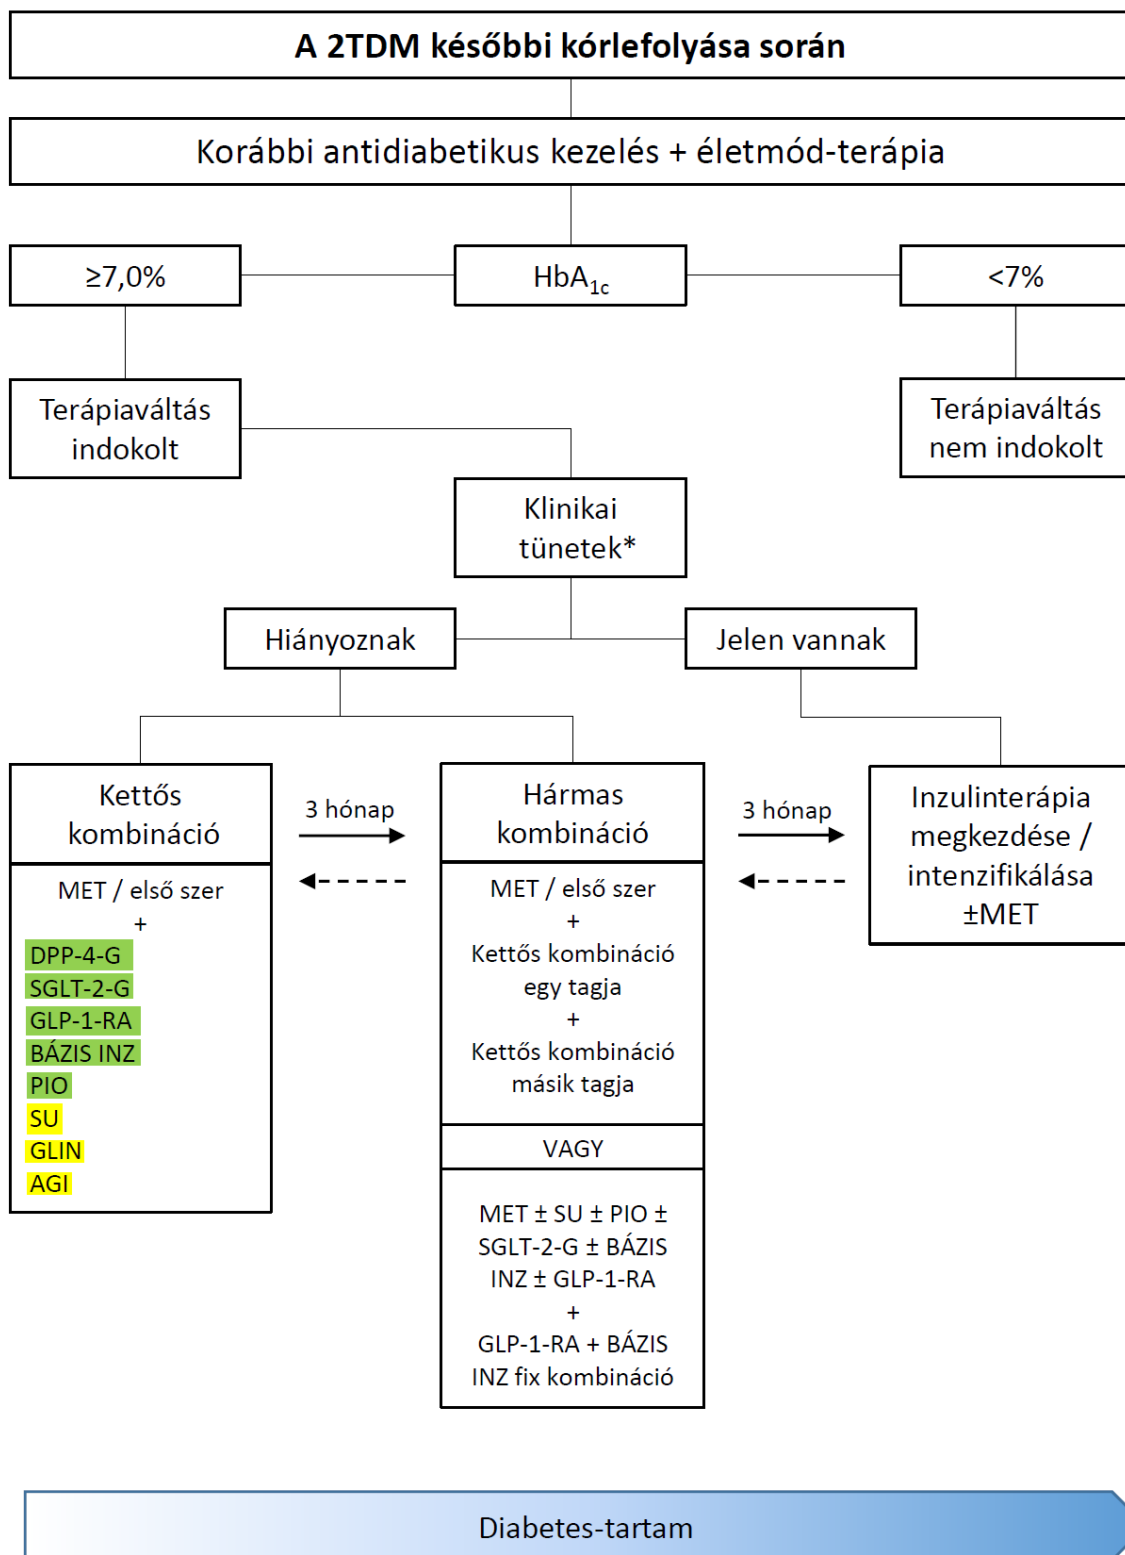 A 2TDM későbbi kórlefolyása során
Korábbi antidiabetikus kezelés + életmód-terápia
≥7,0%
HbA1c
<7%
Terápiaváltás
indokolt
Terápiaváltás
nem indokolt
Klinikai
tünetek*
Hiányoznak
Jelen vannak
Kettős
kombináció
MET / első szer
+
DPP-4-G
SGLT-2-G
GLP-1-RA
BÁZIS INZ
PIO
SU
GLIN
AGI
3 hónap
Hármas
kombináció
MET / első szer
+
Kettős kombináció
egy tagja
+
Kettős kombináció
másik tagja
VAGY
MET ± SU ± PIO ±
SGLT-2-G ± BÁZIS
INZ ± GLP-1-RA
+
GLP-1-RA + BÁZIS
INZ fix kombináció
3 hónap
Inzulinterápia
megkezdése /
intenzifikálása
±MET
Diabetes-tartam